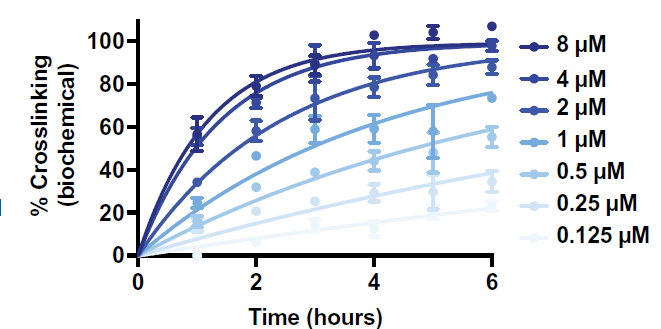 % Crosslinking
(biochemical)
100
80
60
40
20
0
0 2 4 6
Time (hours)
8 µM
4 µM
2 µM
1 µM
0.5 µM
0.25 µM
0.125 µM